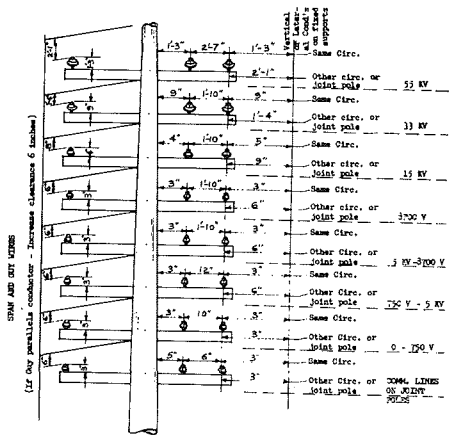 Vertical
of Later-
al Cond's
on fixed
supports
1'-3" 2'-7" 1'-3" Same Circ.
2'-1" Other circ. or
joint pole 55 KV
9" 1'-10" 9" Same Circ.
1'-4" Other circ. or
joint pole 33 KV
4" 1'-10" 5" Same Circ.
9" Other Circ. or
joint pole 15 KV
3" 1'-10" 3" Same Circ.
6" Other Circ. or
joint pole 3700 V
3" 1'-10" 3" Same Circ.
6" Other Circ. or
joint pole 5 KV-8700 V
3" 12" 3" Same Circ.
6" Other Circ. or
joint pole 750 V - 5 KV
3" 10" 3" Same Circ.
3" Other Circ. or
joint pole 0 - 750 V
5" 6" 3" Same Circ.
3" Other Circ. or
joint pole
COMM. LINES
ON JOINT
POLES
SPAN AND GUY WIRES
(If Guy parallels conductor - Increase clearance 6 inches)